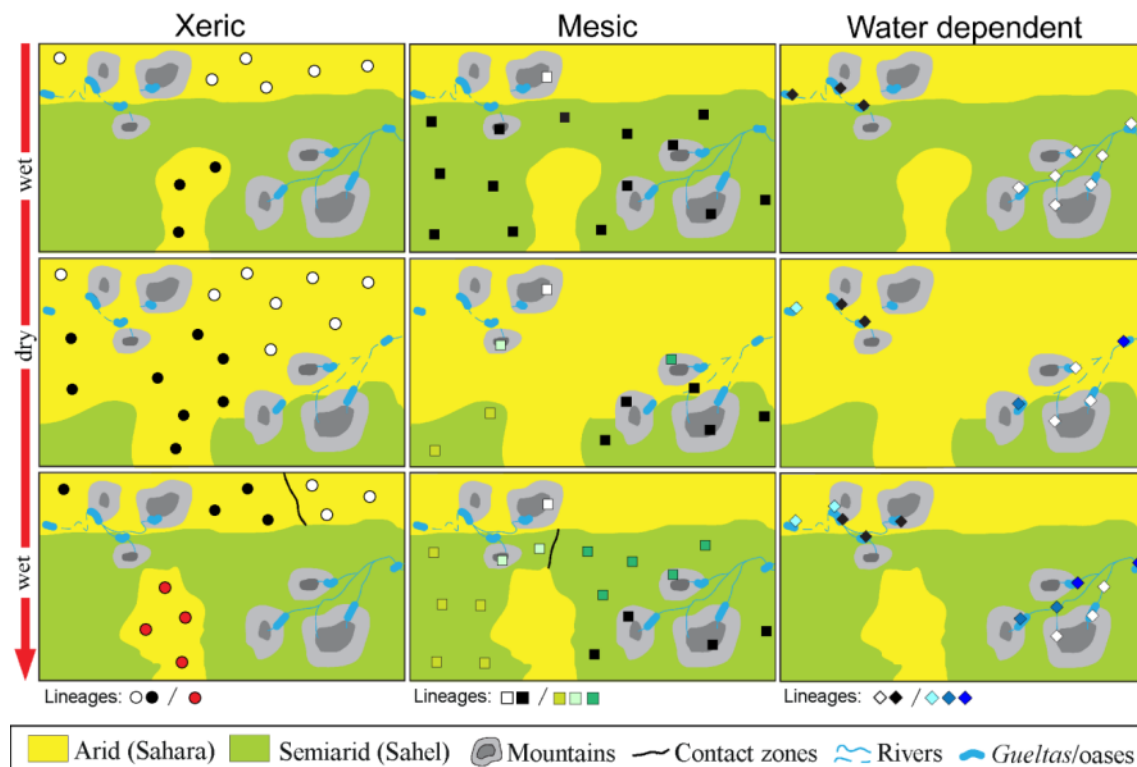 Xeric
Mesic
Water dependent
wet
dry
wet
Lineages: /
Lineages: /
Lineages: /
Arid (Sahara)
Semiarid (Sahel)
Mountains
Contact zones
Rivers
Gueltas/oases